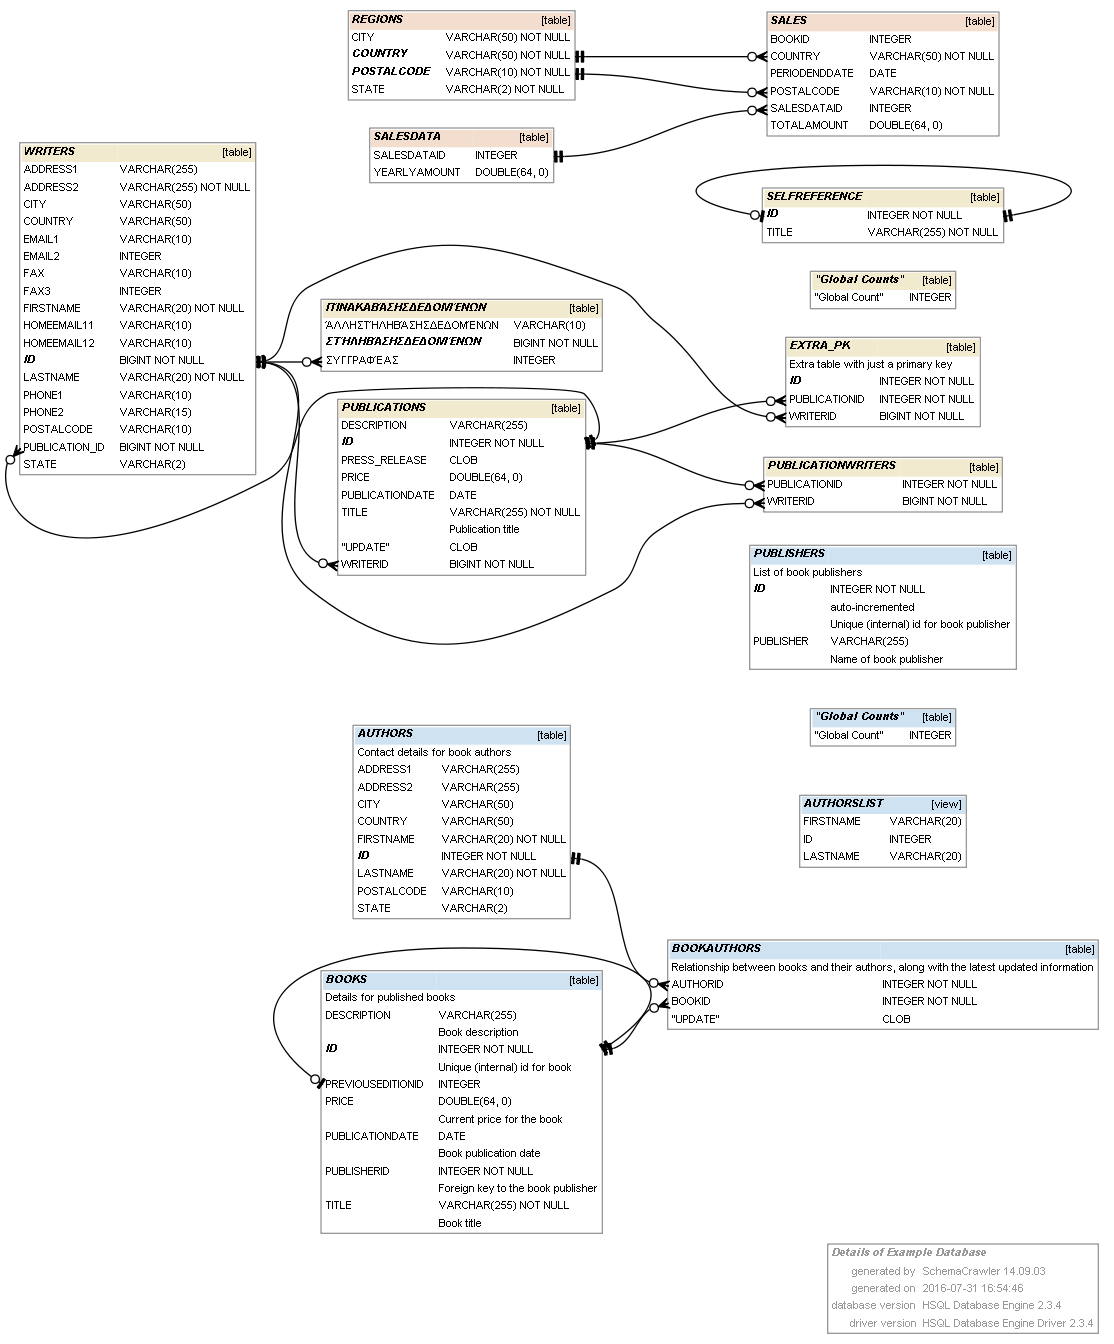 REGIONS [table]
CITY VARCHAR(50) NOT NULL
COUNTRY VARCHAR(50) NOT NULL
POSTALCODE VARCHAR(10) NOT NULL
STATE VARCHAR(2) NOT NULL
SALES [table]
BOOKID INTEGER
COUNTRY VARCHAR(50) NOT NULL
PERIODENDDATE DATE
POSTALCODE VARCHAR(10) NOT NULL
SALESDATAID INTEGER
TOTALAMOUNT DOUBLE(64, 0)
SALESDATA [table]
SALESDATAID INTEGER
YEARLYAMOUNT DOUBLE(64, 0)
WRITERS [table]
ADDRESS1 VARCHAR(255)
ADDRESS2 VARCHAR(255) NOT NULL
CITY VARCHAR(50)
COUNTRY VARCHAR(50)
EMAIL1 VARCHAR(10)
EMAIL2 INTEGER
FAX VARCHAR(10)
FAX3 INTEGER
FIRSTNAME VARCHAR(20) NOT NULL
HOMEEMAIL11 VARCHAR(10)
HOMEEMAIL12 VARCHAR(10)
ID BIGINT NOT NULL
LASTNAME VARCHAR(20) NOT NULL
PHONE1 VARCHAR(10)
PHONE2 VARCHAR(15)
POSTALCODE VARCHAR(10)
PUBLICATION_ID BIGINT NOT NULL
STATE VARCHAR(2)
SELFREFERENCE [table]
ID INTEGER NOT NULL
TITLE VARCHAR(255) NOT NULL
"Global Counts" [table]
"Global Count" INTEGER
ΠΊΝΑΚΑΒΆΣΗΣΔΕΔΟΜΈΝΩΝ [table]
ΆΛΛΗΣΤΉΛΗΒΆΣΗΣΔΕΔΟΜΈΝΩΝ VARCHAR(10)
ΣΤΉΛΗΒΆΣΗΣΔΕΔΟΜΈΝΩΝ BIGINT NOT NULL
ΣΥΓΓΡΑΦΈΑΣ INTEGER
EXTRA_PK [table]
Extra table with just a primary key
ID INTEGER NOT NULL
PUBLICATIONID INTEGER NOT NULL
WRITERID BIGINT NOT NULL
PUBLICATIONS [table]
DESCRIPTION VARCHAR(255)
ID INTEGER NOT NULL
PRESS_RELEASE CLOB
PRICE DOUBLE(64, 0)
PUBLICATIONDATE DATE
TITLE VARCHAR(255) NOT NULL
Publication title
"UPDATE" CLOB
WRITERID BIGINT NOT NULL
PUBLICATIONWRITERS [table]
PUBLICATIONID INTEGER NOT NULL
WRITERID BIGINT NOT NULL
PUBLISHERS [table]
List of book publishers
ID INTEGER NOT NULL
auto-incremented
Unique (internal) id for book publisher
PUBLISHER VARCHAR(255)
Name of book publisher
"Global Counts" [table]
"Global Count" INTEGER
AUTHORS [table]
Contact details for book authors
ADDRESS1 VARCHAR(255)
ADDRESS2 VARCHAR(255)
CITY VARCHAR(50)
COUNTRY VARCHAR(50)
FIRSTNAME VARCHAR(20) NOT NULL
ID INTEGER NOT NULL
LASTNAME VARCHAR(20) NOT NULL
POSTALCODE VARCHAR(10)
STATE VARCHAR(2)
AUTHORSLIST [view]
FIRSTNAME VARCHAR(20)
ID INTEGER
LASTNAME VARCHAR(20)
BOOKAUTHORS [table]
Relationship between books and their authors, along with the latest updated information
AUTHORID INTEGER NOT NULL
BOOKID INTEGER NOT NULL
"UPDATE" CLOB
BOOKS [table]
Details for published books
DESCRIPTION VARCHAR(255)
Book description
ID INTEGER NOT NULL
Unique (internal) id for book
PREVIOUSEDITIONID INTEGER
PRICE DOUBLE(64, 0)
Current price for the book
PUBLICATIONDATE DATE
Book publication date
PUBLISHERID INTEGER NOT NULL
Foreign key to the book publisher
TITLE VARCHAR(255) NOT NULL
Book title
Details of Example Database
generated by SchemaCrawler 14.09.03
generated on 2016-07-31 16:54:46
database version HSQL Database Engine 2.3.4
driver version HSQL Database Engine Driver 2.3.4